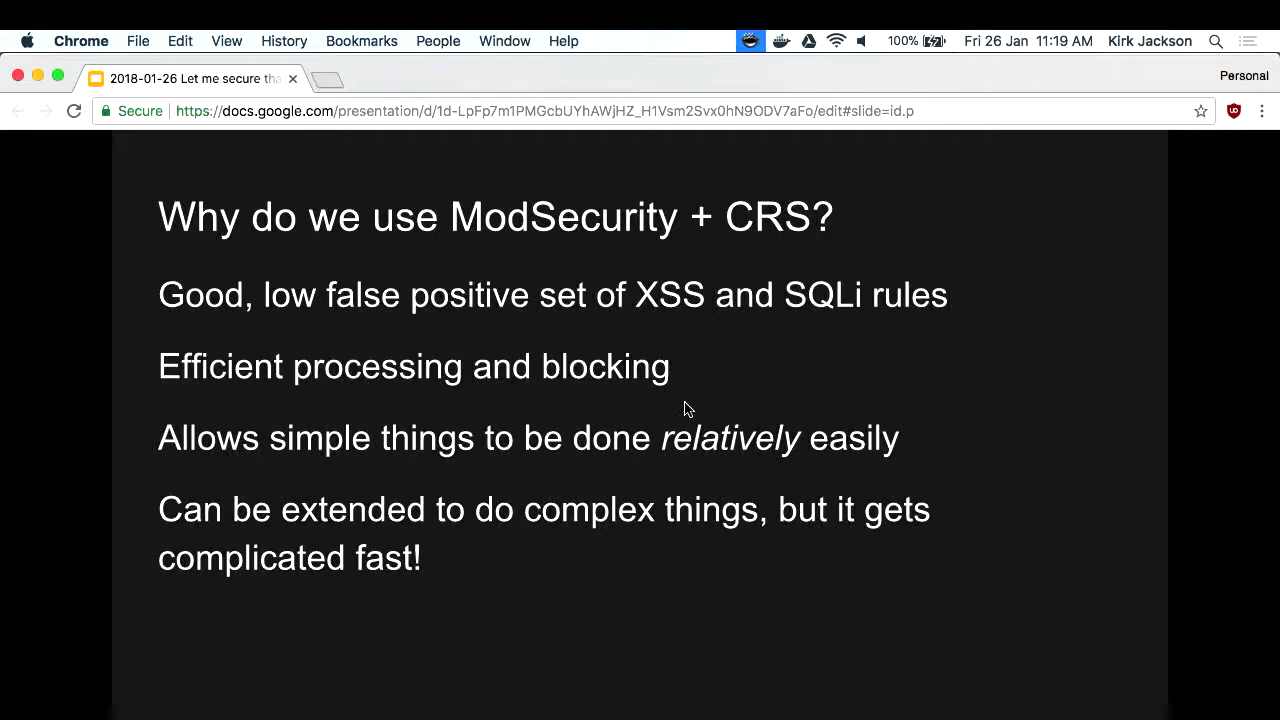 Chrome File Edit View History Bookmarks People Window Help 100% Fri 26 Jan 11:19 AM Kirk Jackson
2018-01-26 Let me secure tha
Personal
Secure https://docs.google.com/presentation/d/1d-LpFp7m1PMGcbUYhAWjHZ_H1Vsm2Svx0hN9ODV7aFo/edit#slide=id.p
Why do we use ModSecurity + CRS?
Good, low false positive set of XSS and SQLi rules
Efficient processing and blocking
Allows simple things to be done relatively easily
Can be extended to do complex things, but it gets
complicated fast!